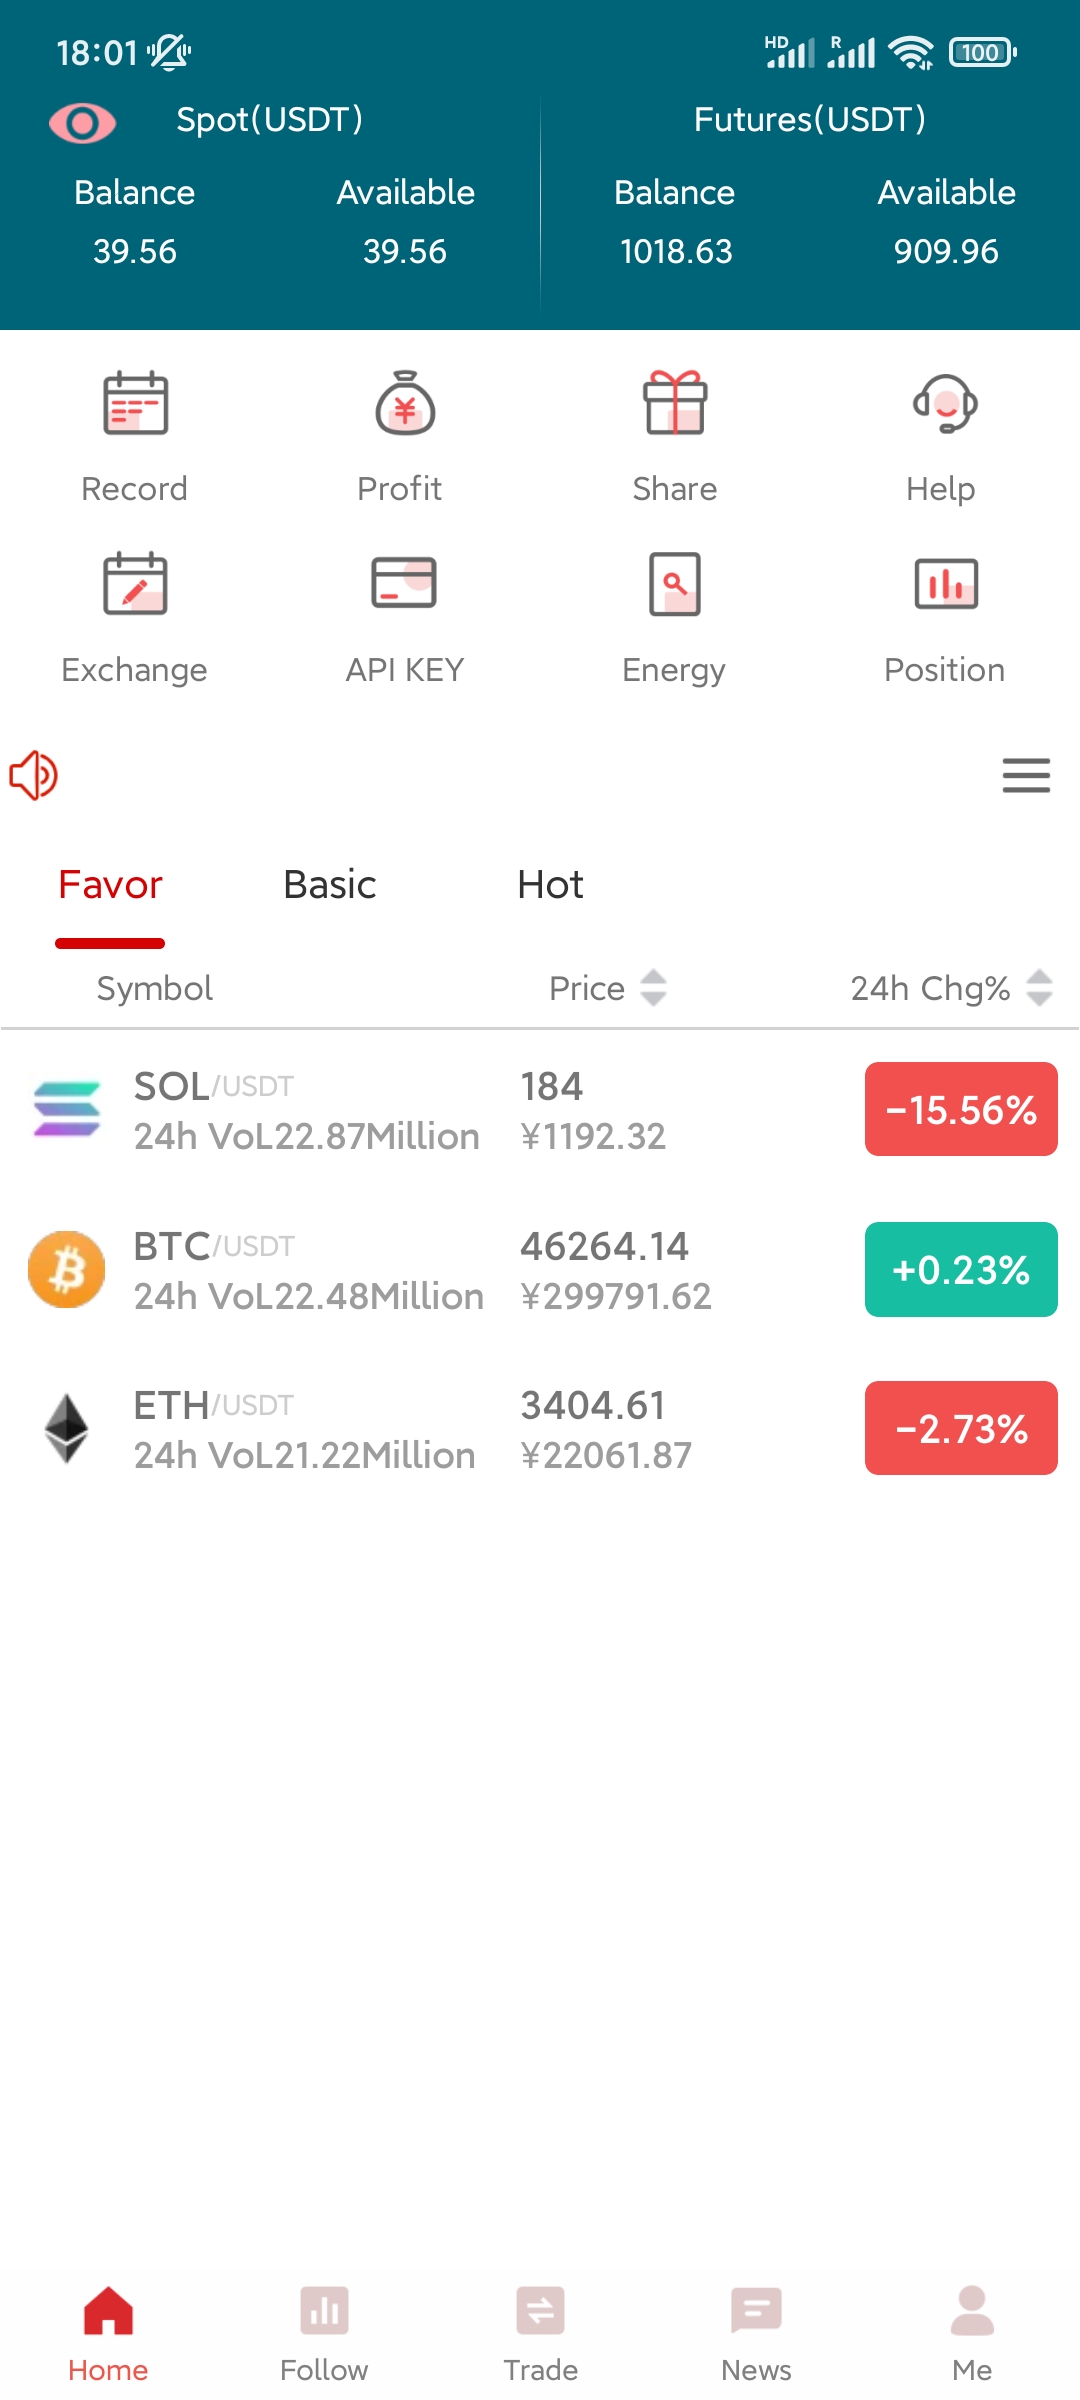 18:01 HD R 100
Spot(USDT) Futures(USDT)
Balance Available Balance Available
39.56 39.56 1018.63 909.96
Record Profit Share Help
Exchange API KEY Energy Position
Favor Basic Hot
Symbol Price 24h Chg%
SOL/USDT 184 -15.56%
24h VoL22.87Million ¥1192.32
BTC/USDT 46264.14 +0.23%
24h VoL22.48Million ¥299791.62
ETH/USDT 3404.61 -2.73%
24h VoL21.22Million ¥22061.87
Home Follow Trade News Me